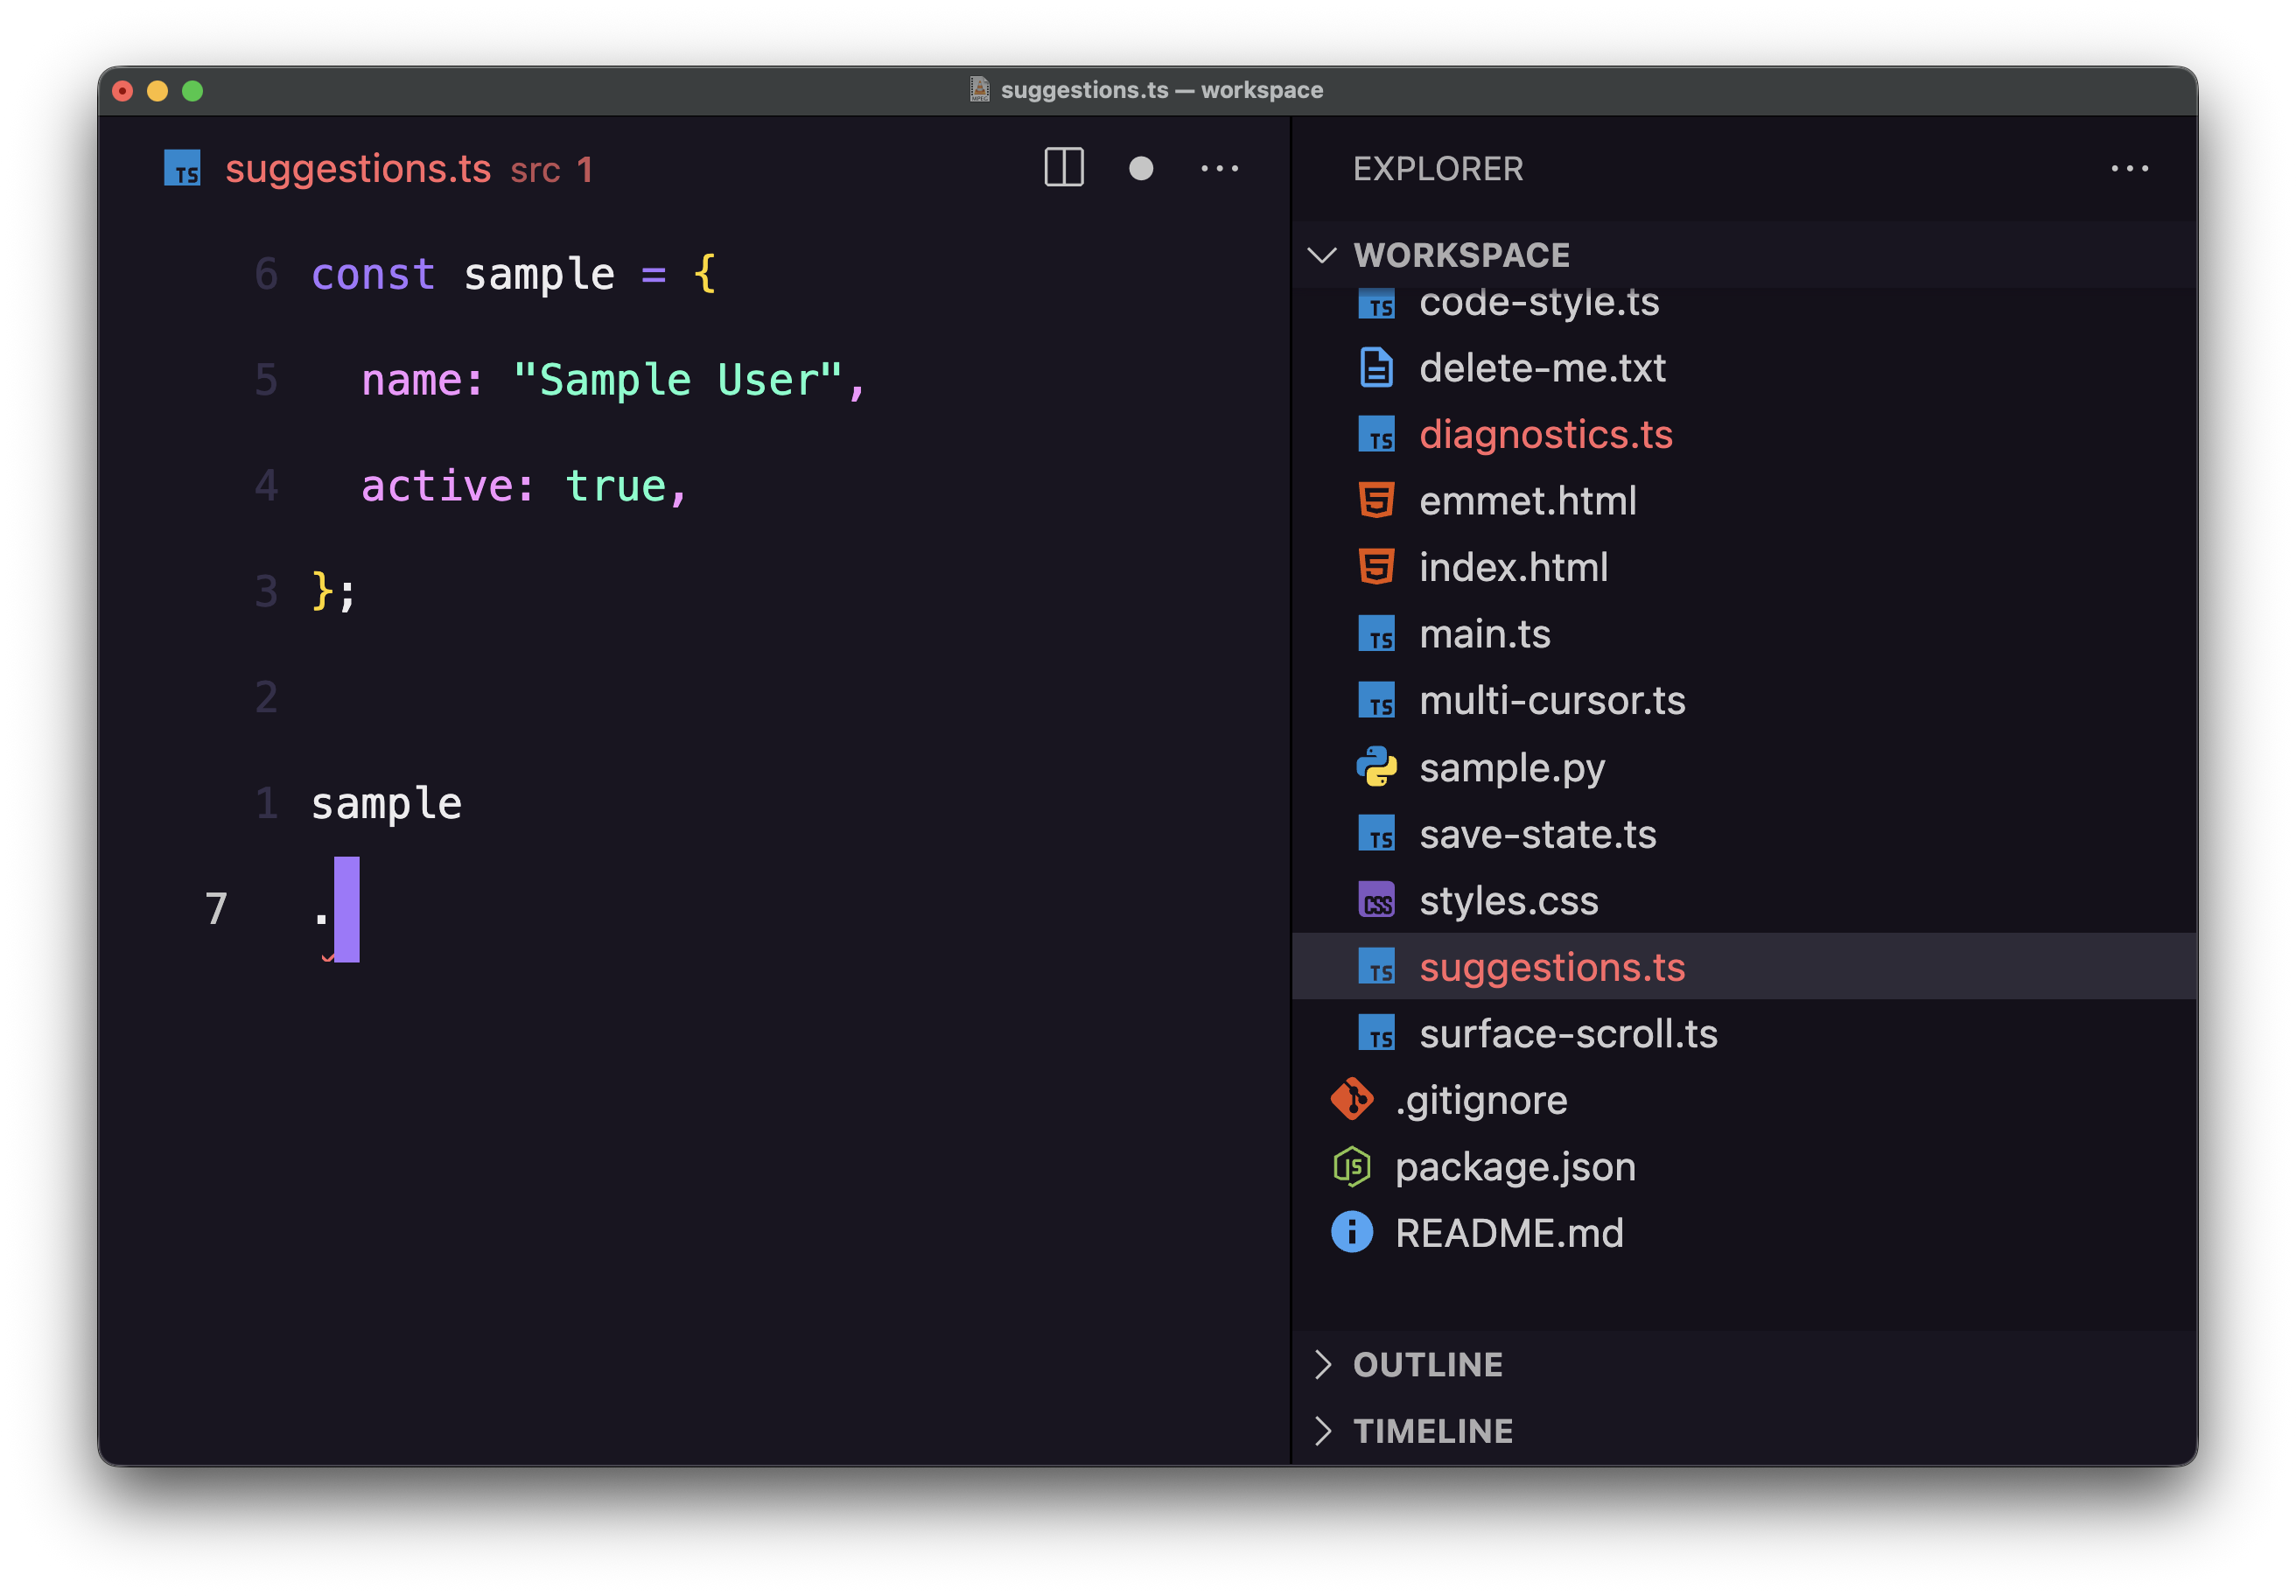 suggestions.ts — workspace
suggestions.ts src 1
6 const sample = {
5 name: "Sample User",
4 active: true,
3 };
2
1 sample
7 .
EXPLORER
WORKSPACE
code-style.ts
delete-me.txt
diagnostics.ts
emmet.html
index.html
main.ts
multi-cursor.ts
sample.py
save-state.ts
styles.css
suggestions.ts
surface-scroll.ts
.gitignore
package.json
README.md
OUTLINE
TIMELINE